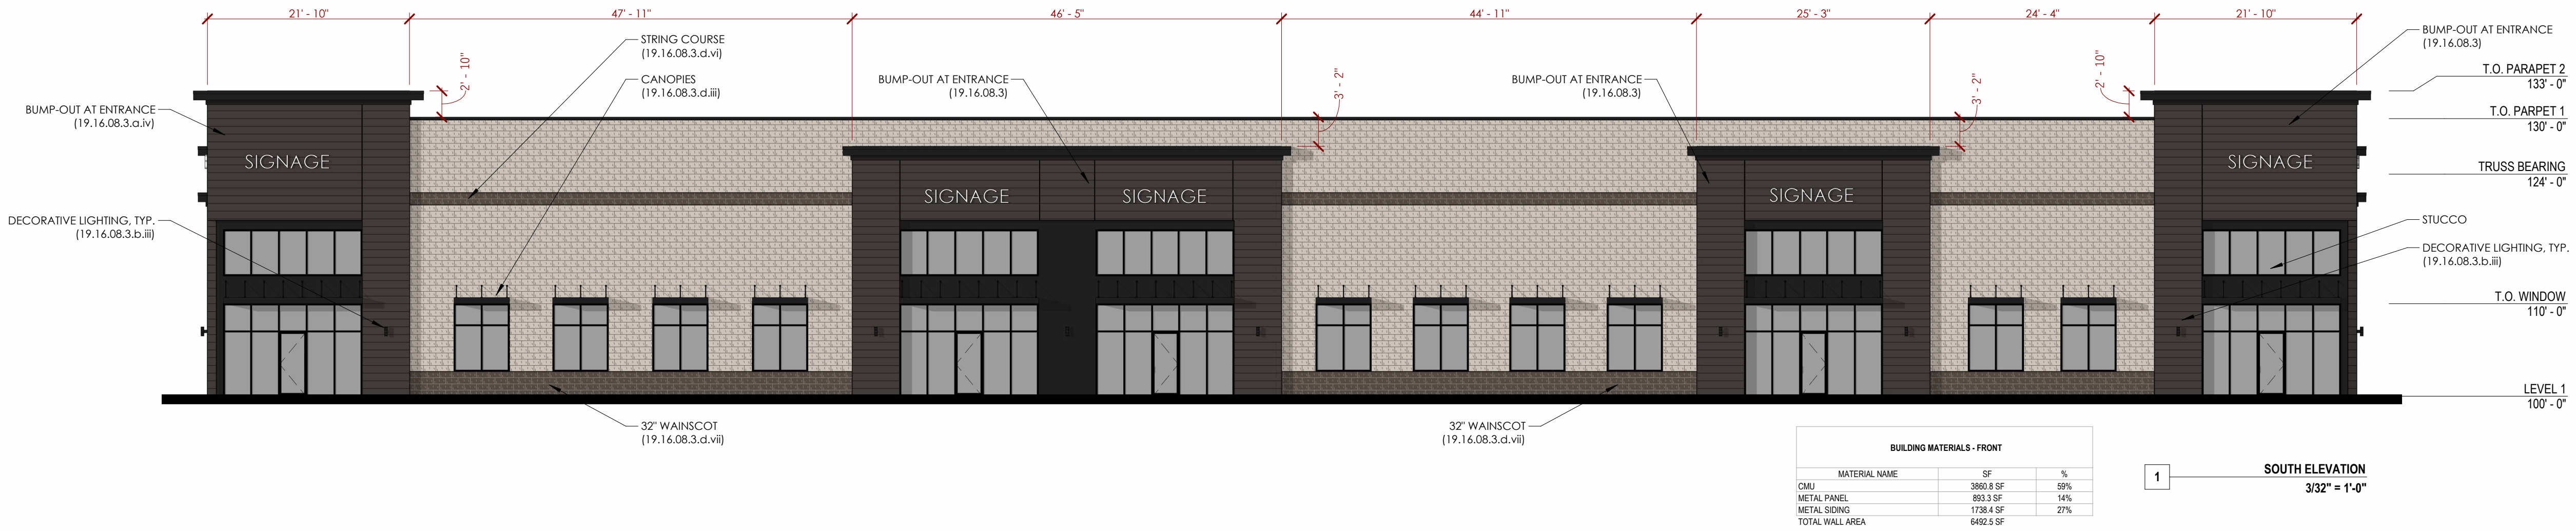 21' - 10"
47' - 11"
46' - 5"
44' - 11"
25' - 3"
24' - 4"
21' - 10"
STRING COURSE
(19.16.08.3.d.vi)
2' - 10"
CANOPIES
(19.16.08.3.d.iii)
BUMP-OUT AT ENTRANCE
(19.16.08.3)
3' - 2"
BUMP-OUT AT ENTRANCE
(19.16.08.3)
3' - 2"
2' - 10"
BUMP-OUT AT ENTRANCE
(19.16.08.3)
T.O. PARAPET 2
133' - 0"
BUMP-OUT AT ENTRANCE
(19.16.08.3.a.iv)
T.O. PARPET 1
130' - 0"
SIGNAGE
SIGNAGE
SIGNAGE
SIGNAGE
SIGNAGE
TRUSS BEARING
124' - 0"
DECORATIVE LIGHTING, TYP.
(19.16.08.3.b.iii)
STUCCO
DECORATIVE LIGHTING, TYP.
(19.16.08.3.b.iii)
T.O. WINDOW
110' - 0"
LEVEL 1
100' - 0"
32" WAINSCOT
(19.16.08.3.d.vii)
32" WAINSCOT
(19.16.08.3.d.vii)
BUILDING MATERIALS - FRONT
MATERIAL NAME SF %
CMU 3860.8 SF 59%
METAL PANEL 893.3 SF 14%
METAL SIDING 1738.4 SF 27%
TOTAL WALL AREA 6492.5 SF
1
SOUTH ELEVATION
3/32" = 1'-0"